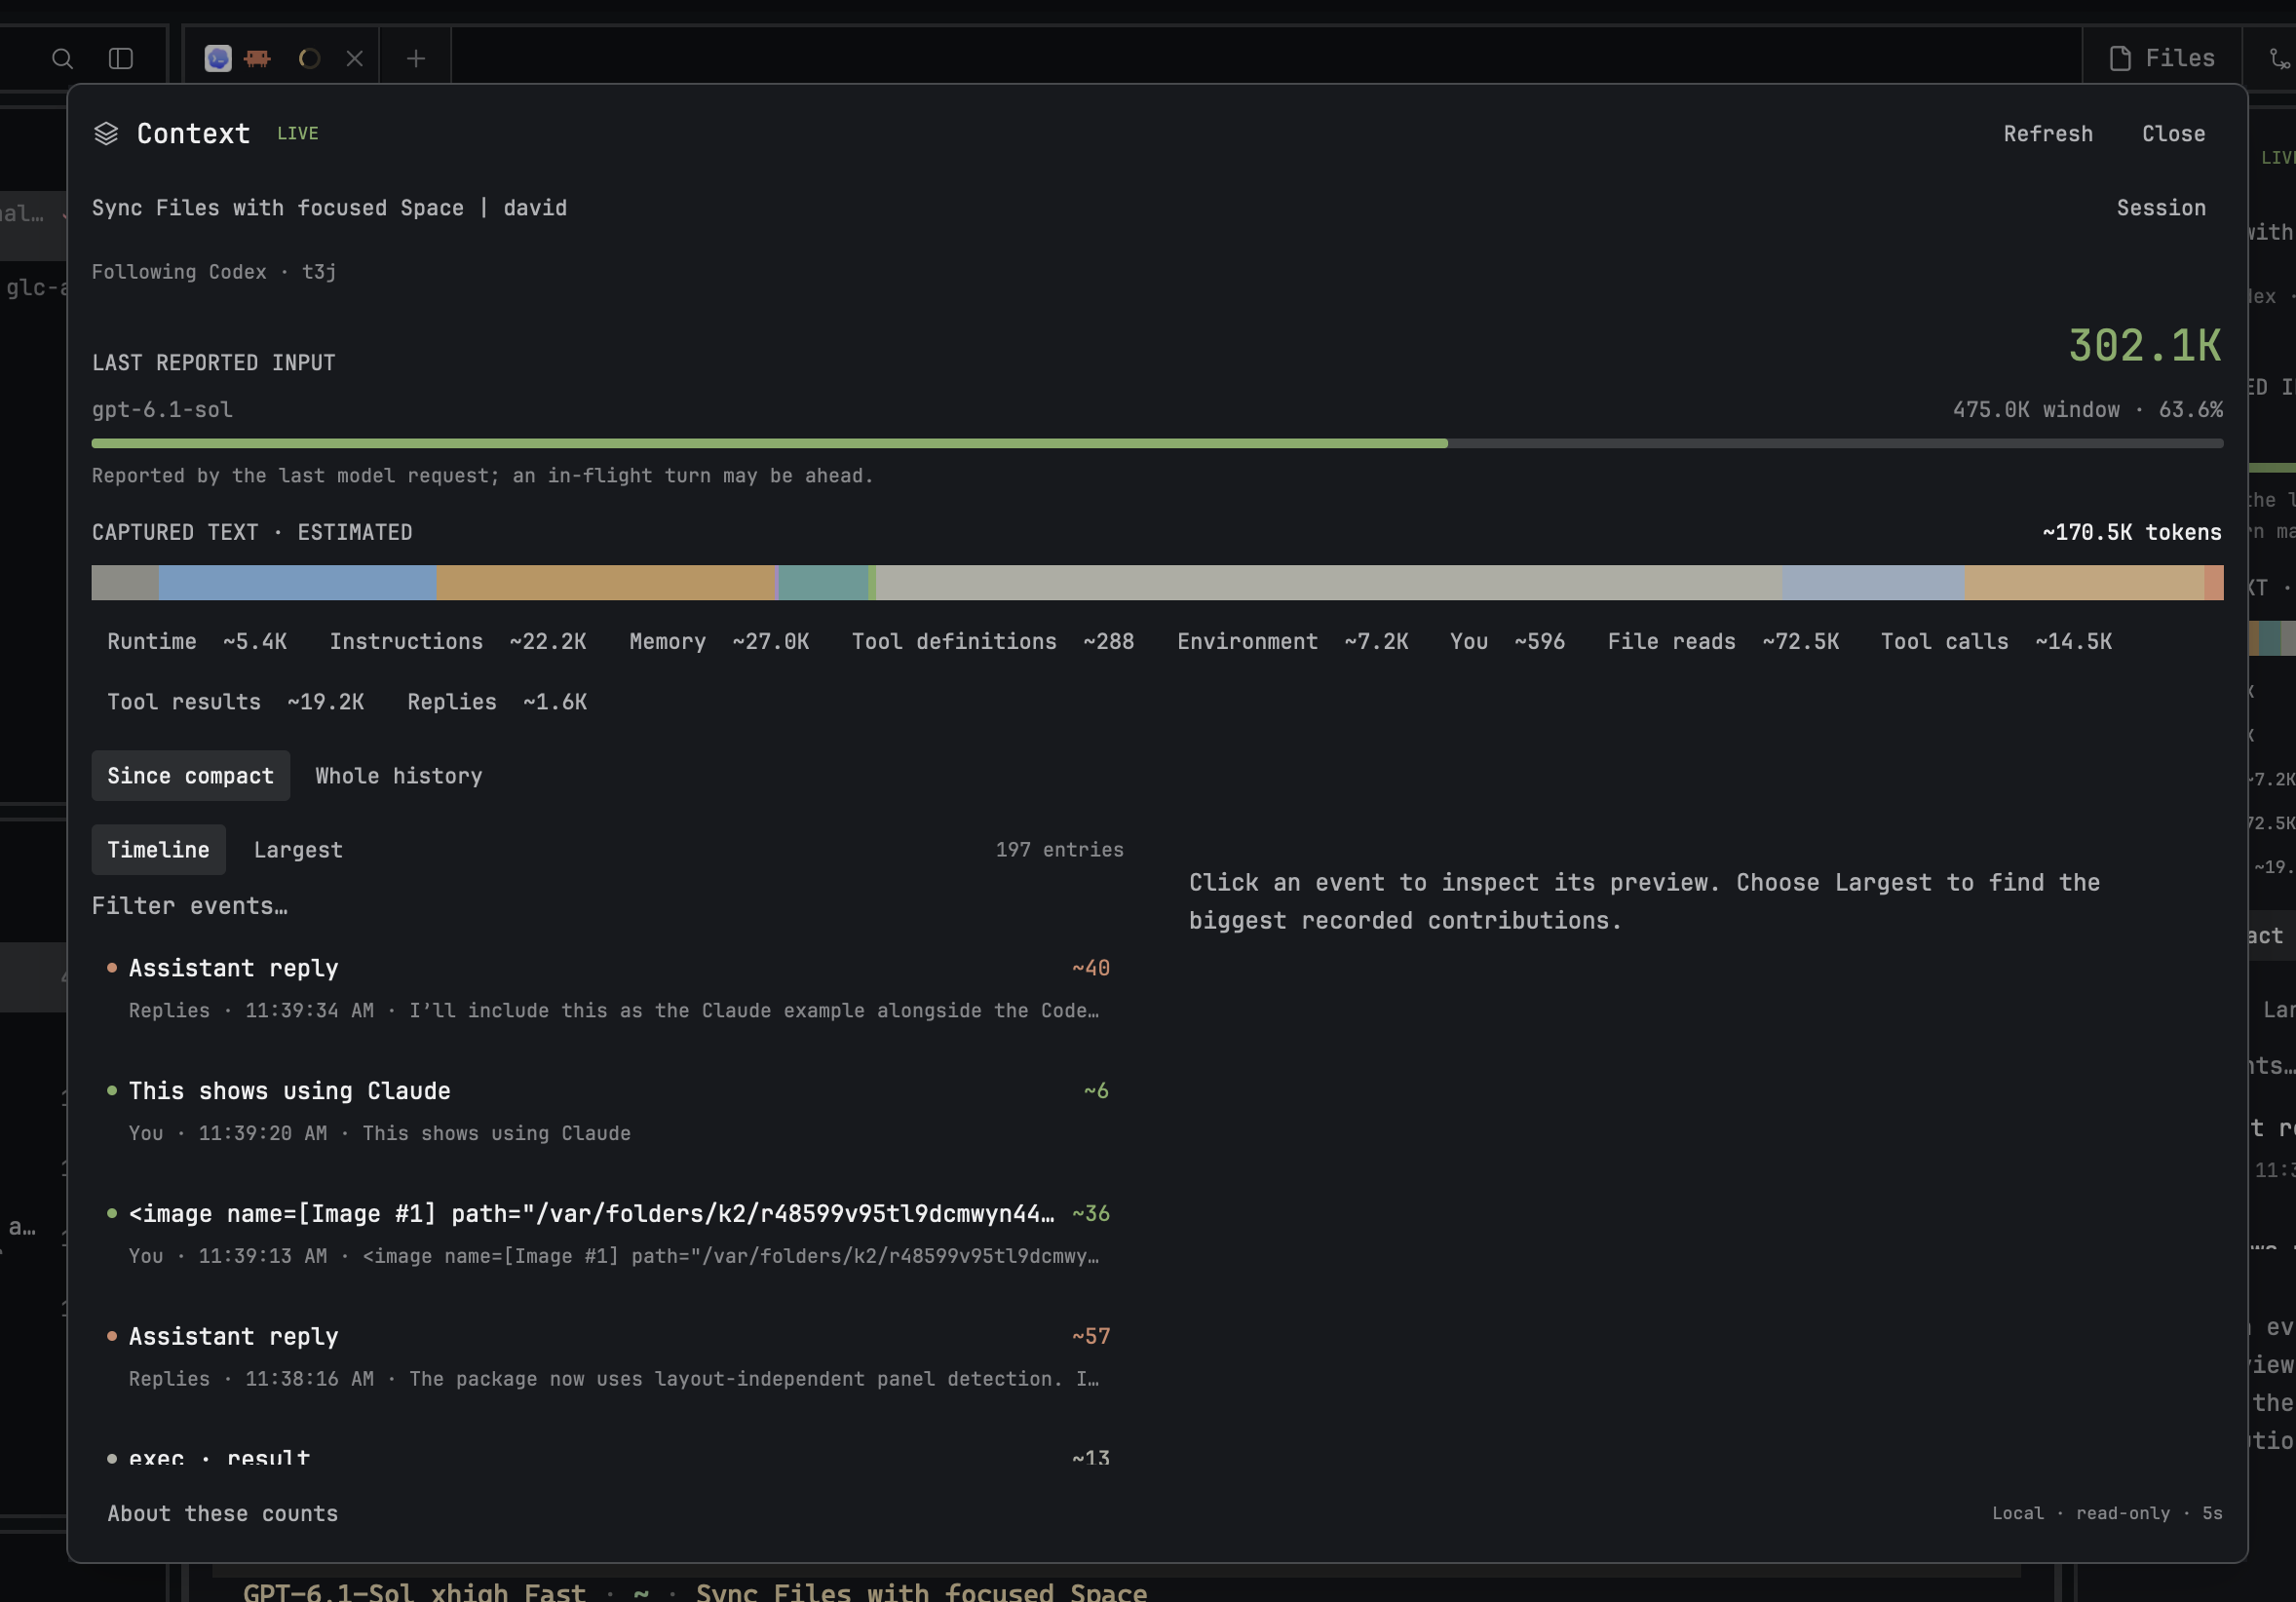 Files
Context LIVE
Refresh Close
Sync Files with focused Space | david
Session
Following Codex · t3j
LAST REPORTED INPUT
302.1K
gpt-6.1-sol
475.0K window · 63.6%
Reported by the last model request; an in-flight turn may be ahead.
CAPTURED TEXT · ESTIMATED
~170.5K tokens
Runtime ~5.4K Instructions ~22.2K Memory ~27.0K Tool definitions ~288 Environment ~7.2K You ~596 File reads ~72.5K Tool calls ~14.5K
Tool results ~19.2K Replies ~1.6K
Since compact Whole history
Timeline Largest 197 entries
Filter events…
Click an event to inspect its preview. Choose Largest to find the
biggest recorded contributions.
Assistant reply ~40
Replies · 11:39:34 AM · I’ll include this as the Claude example alongside the Code…
This shows using Claude ~6
You · 11:39:20 AM · This shows using Claude
<image name=[Image #1] path="/var/folders/k2/r48599v95tl9dcmwyn44… ~36
You · 11:39:13 AM · <image name=[Image #1] path="/var/folders/k2/r48599v95tl9dcmwy…
Assistant reply ~57
Replies · 11:38:16 AM · The package now uses layout-independent panel detection. I…
exec · result ~13
About these counts
Local · read-only · 5s
GPT-6.1-Sol xhigh Fast · ~ · Sync Files with focused Space